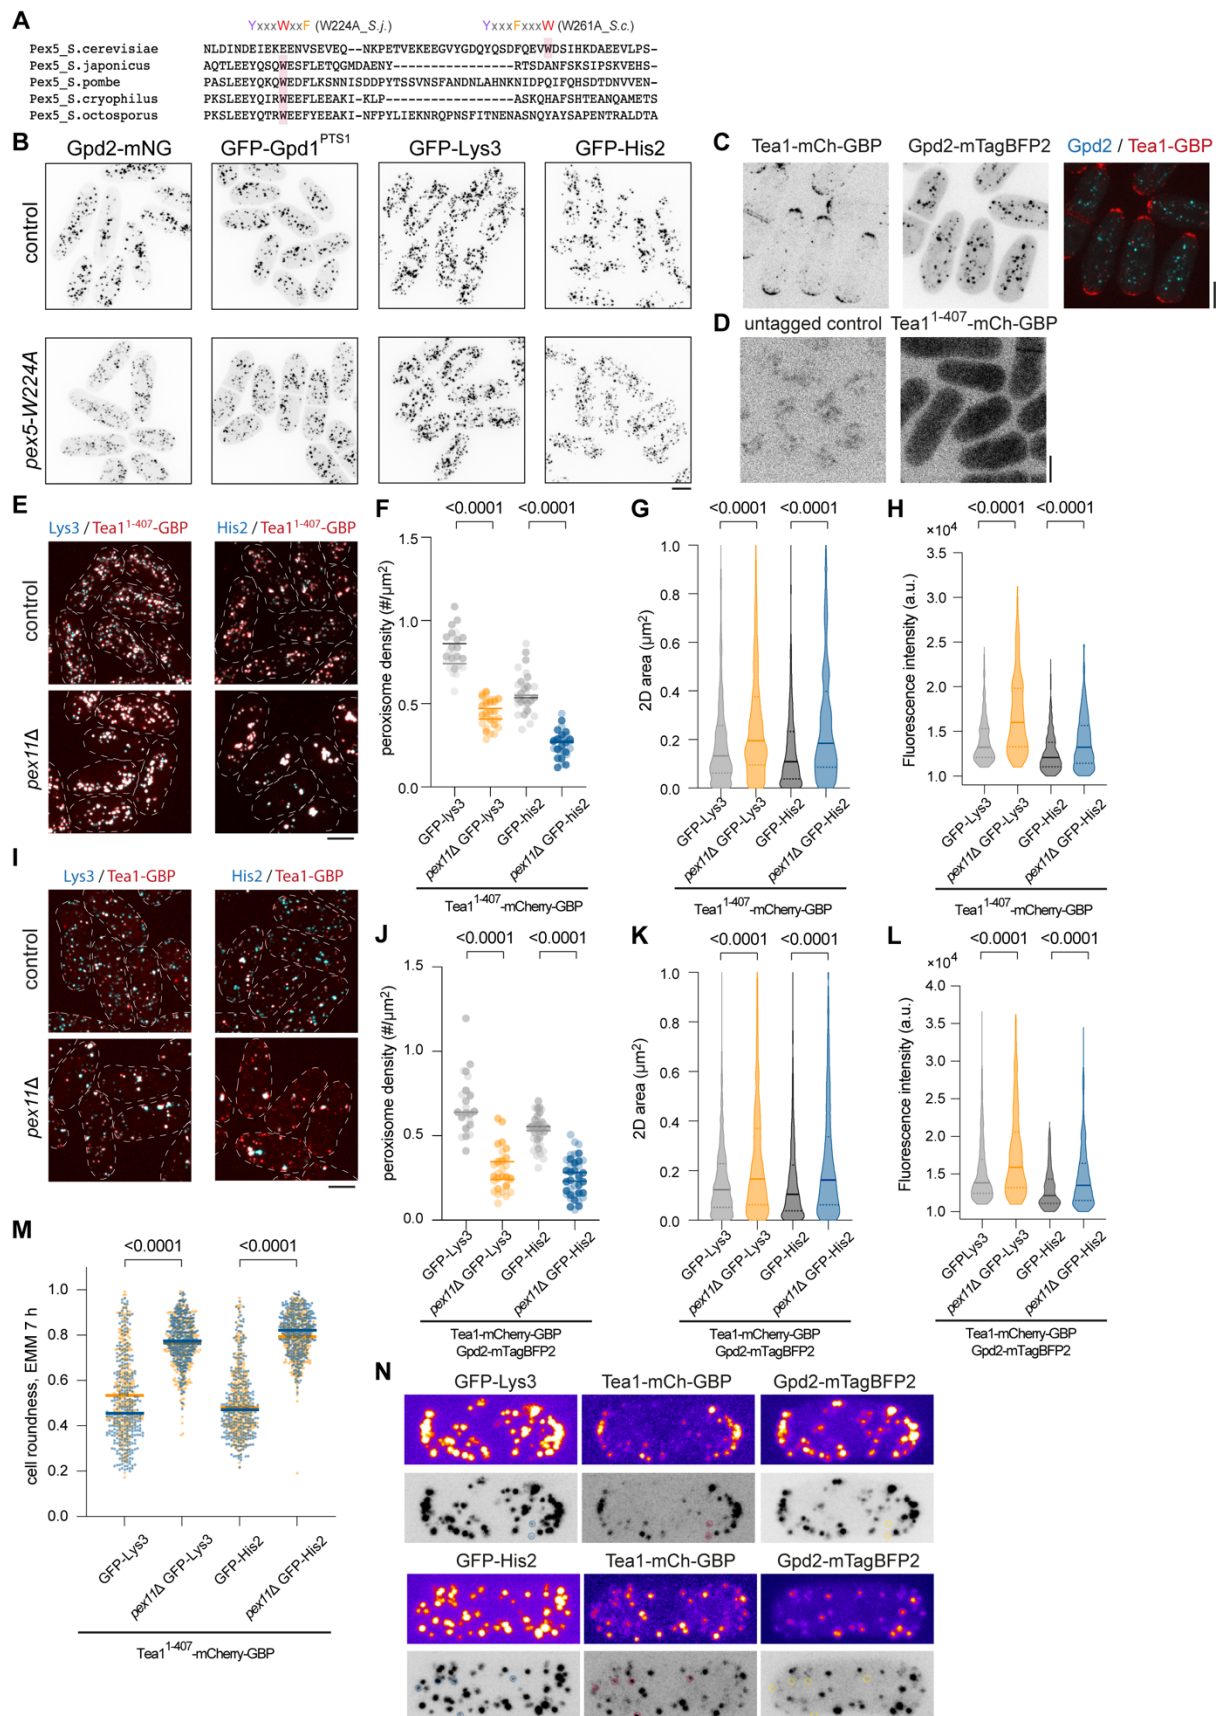 A
YxxxWxxF (W224A_S.j.) YxxxFxxxW (W261A_S.c.)
Pex5_S.cerevisiae NLDINDEIEKEENVSEVEQ--NKPETVEKEEGVYGDQYQSDFQEVWDSIHKDAEEVLPS-
Pex5_S.japonicus AQTLEEYQSQWESFLETQGMDAENY---------------RTSDANFSKSIPSKVEHS-
Pex5_S.pombe PASLEEYKQKWEDFLKSNNISDDPYTSSVNSFANDNLAHNKNIDPQIFQHSDTDNVVEN-
Pex5_S.cryophilus PKSLEEYQIRWEEFLEEAKI-KLP----------------ASKQHAFSHTEANQAMETS
Pex5_S.octosporus PKSLEEYQTRWEEFYEEAKI-NFPYLIEKNRQPNSFITNENASNQYAYSAPENTRALDTA
B
Gpd2-mNG GFP-Gpd1PTS1 GFP-Lys3 GFP-His2
control
pex5-W224A
C
Tea1-mCh-GBP Gpd2-mTagBFP2 Gpd2 / Tea1-GBP
D
untagged control Tea11-407-mCh-GBP
E
Lys3 / Tea11-407-GBP His2 / Tea11-407-GBP
control
pex11Δ
F
<0.0001 <0.0001
peroxisome density (#/µm2)
1.5
1.0
0.5
0.0
GFP-lys3
pex11Δ GFP-lys3
GFP-his2
pex11Δ GFP-his2
Tea11-407-mCherry-GBP
G
<0.0001 <0.0001
2D area (µm2)
1.0
0.8
0.6
0.4
0.2
0.0
GFP-Lys3
pex11Δ GFP-Lys3
GFP-His2
pex11Δ GFP-His2
Tea11-407-mCherry-GBP
H
<0.0001 <0.0001
×10^4
Fluorescence intensity (a.u.)
3.5
3.0
2.5
2.0
1.5
1.0
GFP-Lys3
pex11Δ GFP-Lys3
GFP-His2
pex11Δ GFP-His2
Tea11-407-mCherry-GBP
I
Lys3 / Tea1-GBP His2 / Tea1-GBP
control
pex11Δ
J
<0.0001 <0.0001
peroxisome density (#/µm2)
1.5
1.0
0.5
0.0
GFP-Lys3
pex11Δ GFP-Lys3
GFP-His2
pex11Δ GFP-His2
Tea1-mCherry-GBP
Gpd2-mTagBFP2
K
<0.0001 <0.0001
2D area (µm2)
1.0
0.8
0.6
0.4
0.2
0.0
GFP-Lys3
pex11Δ GFP-Lys3
GFP-His2
pex11Δ GFP-His2
Tea1-mCherry-GBP
Gpd2-mTagBFP2
L
<0.0001 <0.0001
×10^4
Fluorescence intensity (a.u.)
4.0
3.5
3.0
2.5
2.0
1.5
1.0
GFPLys3
pex11Δ GFP-Lys3
GFP-His2
pex11Δ GFP-His2
Tea1-mCherry-GBP
Gpd2-mTagBFP2
M
<0.0001 <0.0001
cell roundness, EMM 7 h
1.0
0.8
0.6
0.4
0.2
0.0
GFP-Lys3
pex11Δ GFP-Lys3
GFP-His2
pex11Δ GFP-His2
Tea11-407-mCherry-GBP
N
GFP-Lys3 Tea1-mCh-GBP Gpd2-mTagBFP2
GFP-His2 Tea1-mCh-GBP Gpd2-mTagBFP2